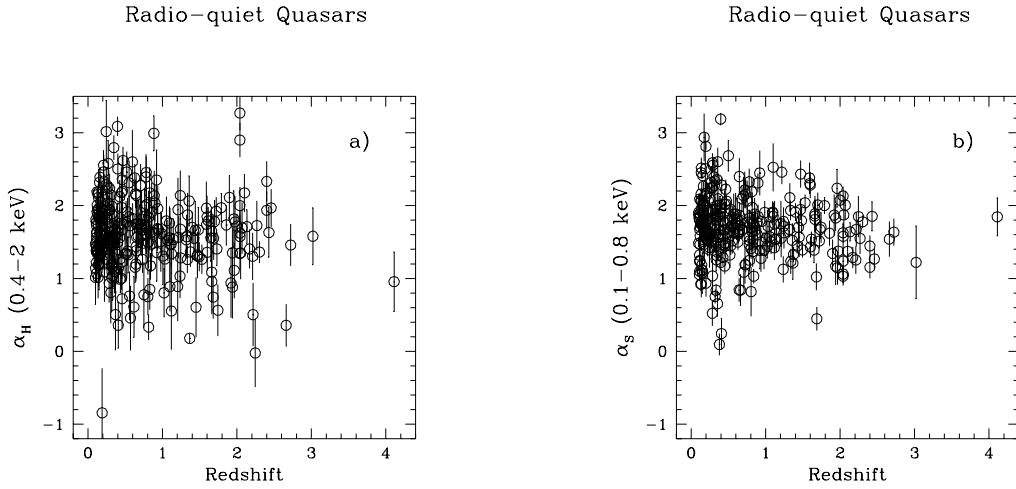 Radio-quiet Quasars
a)
α_H (0.4-2 keV)
3
2
1
0
-1
0 1 2 3 4
Redshift
Radio-quiet Quasars
b)
α_S (0.1-0.8 keV)
3
2
1
0
-1
0 1 2 3 4
Redshift